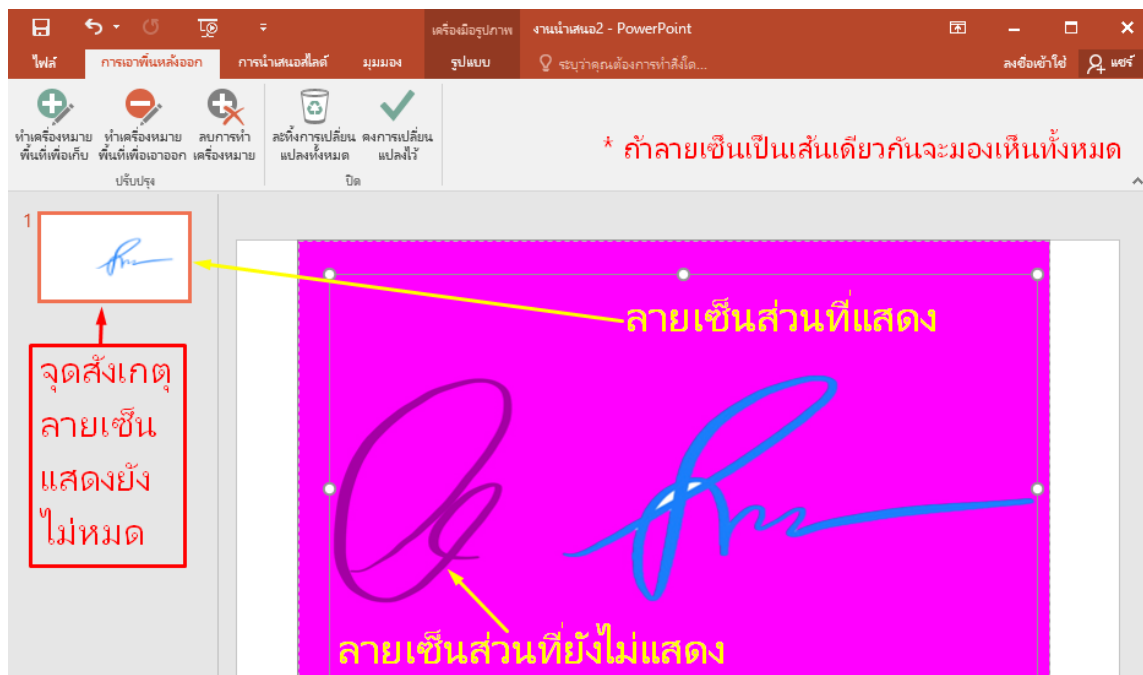 เครื่องมือรูปภาพ
งานนำเสนอ2 - PowerPoint
ไฟล์
การเอาพื้นหลังออก
การนำเสนอสไลด์
มุมมอง
รูปแบบ
ระบุว่าคุณต้องการทำสิ่งใด...
ลงชื่อเข้าใช้
แชร์
ทำเครื่องหมาย
พื้นที่เพื่อเก็บ
ทำเครื่องหมาย
พื้นที่เพื่อเอาออก
ลบการทำ
เครื่องหมาย
ละทิ้งการเปลี่ยน
แปลงทั้งหมด
คงการเปลี่ยน
แปลงไว้
ปรับปรุง
ปิด
* ถ้าลายเซ็นเป็นเส้นเดียวกันจะมองเห็นทั้งหมด
1
ลายเซ็นส่วนที่แสดง
จุดสังเกตุ
ลายเซ็น
แสดงยัง
ไม่หมด
ลายเซ็นส่วนที่ยังไม่แสดง